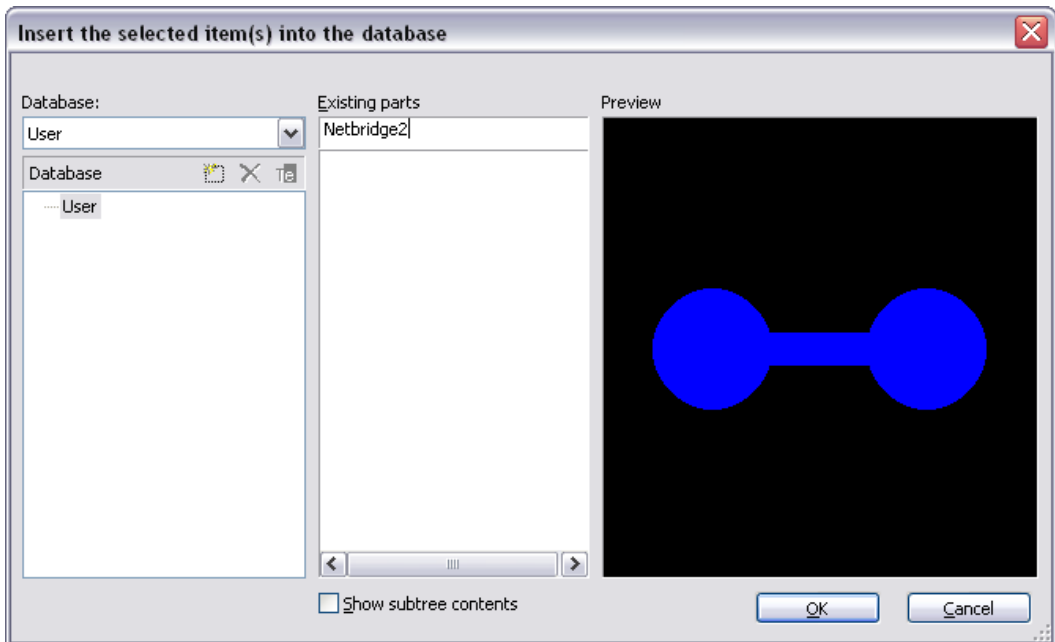 Insert the selected item(s) into the database
Database:
Existing parts
Preview
User
Netbridge2
Database
Te
User
Show subtree contents
OK
Cancel